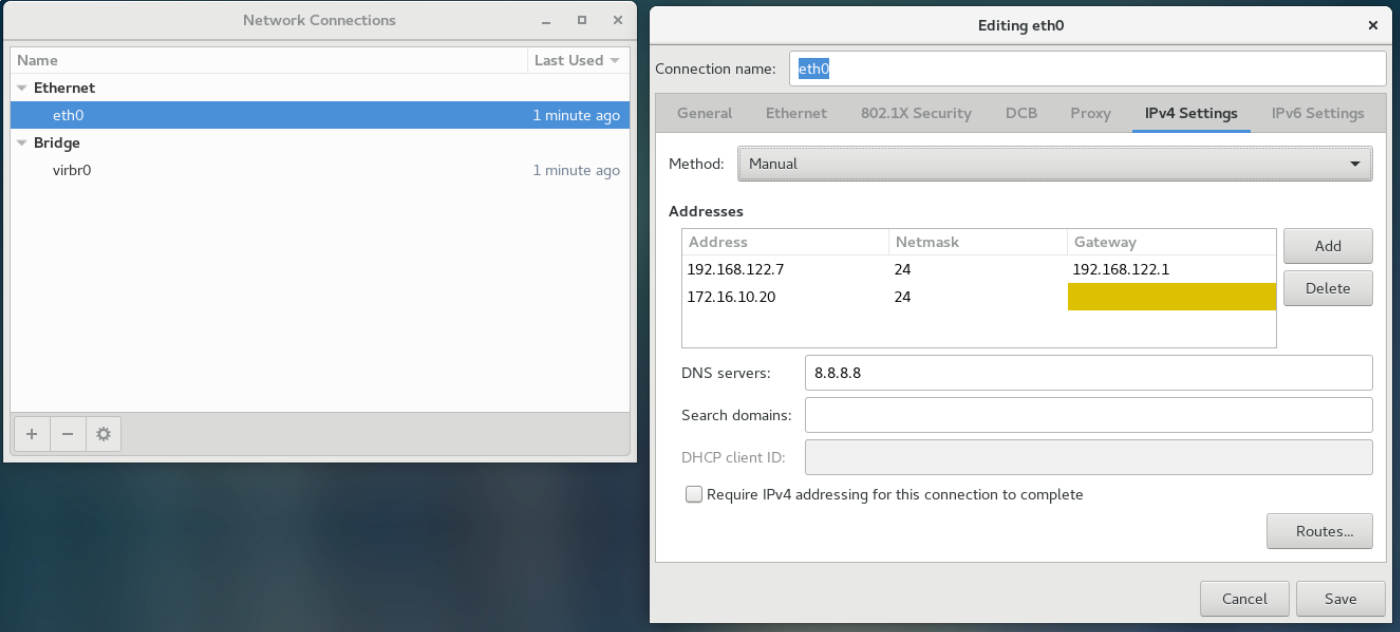 Network Connections
Name Last Used
Ethernet
eth0 1 minute ago
Bridge
virbr0 1 minute ago
Editing eth0
Connection name: eth0
General Ethernet 802.1X Security DCB Proxy IPv4 Settings IPv6 Settings
Method: Manual
Addresses
Address Netmask Gateway
Add
192.168.122.7 24 192.168.122.1
Delete
172.16.10.20 24
DNS servers: 8.8.8.8
Search domains:
DHCP client ID:
Require IPv4 addressing for this connection to complete
Routes...
Cancel Save